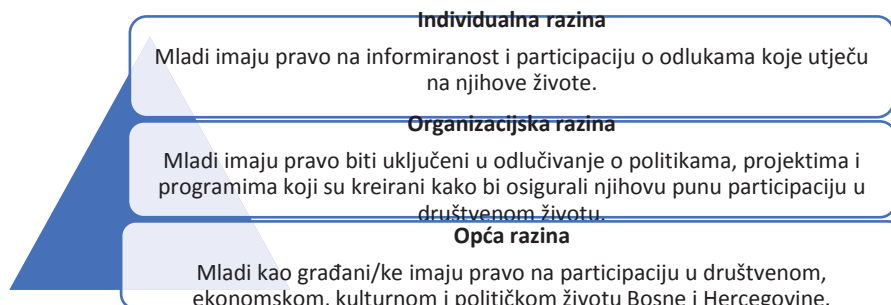 Individualna razina
Mladi imaju pravo na informiranost i participaciju o odlukama koje utječu
na njihove živote.
Organizacijska razina
Mladi imaju pravo biti uključeni u odlučivanje o politikama, projektima i
programima koji su kreirani kako bi osigurali njihovu punu participaciju u
društvenom životu.
Opća razina
Mladi kao građani/ke imaju pravo na participaciju u društvenom,
ekonomskom, kulturnom i političkom životu Bosne i Hercegovine.